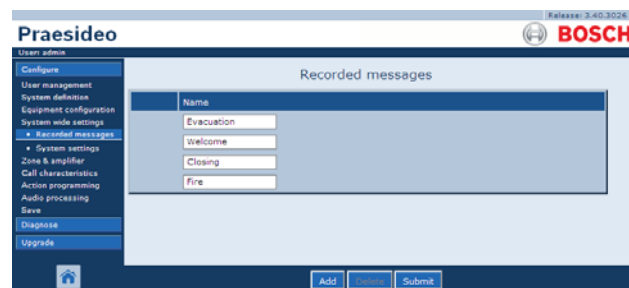 Release: 3.40.3026
Praesideo
BOSCH
User: admin
Configure
User management
System definition
Equipment configuration
System wide settings
• Recorded messages
• System settings
Zone & amplifier
Call characteristics
Action programming
Audio processing
Save
Diagnose
Upgrade
Recorded messages
Name
Evacuation
Welcome
Closing
Fire
Add
Delete
Submit